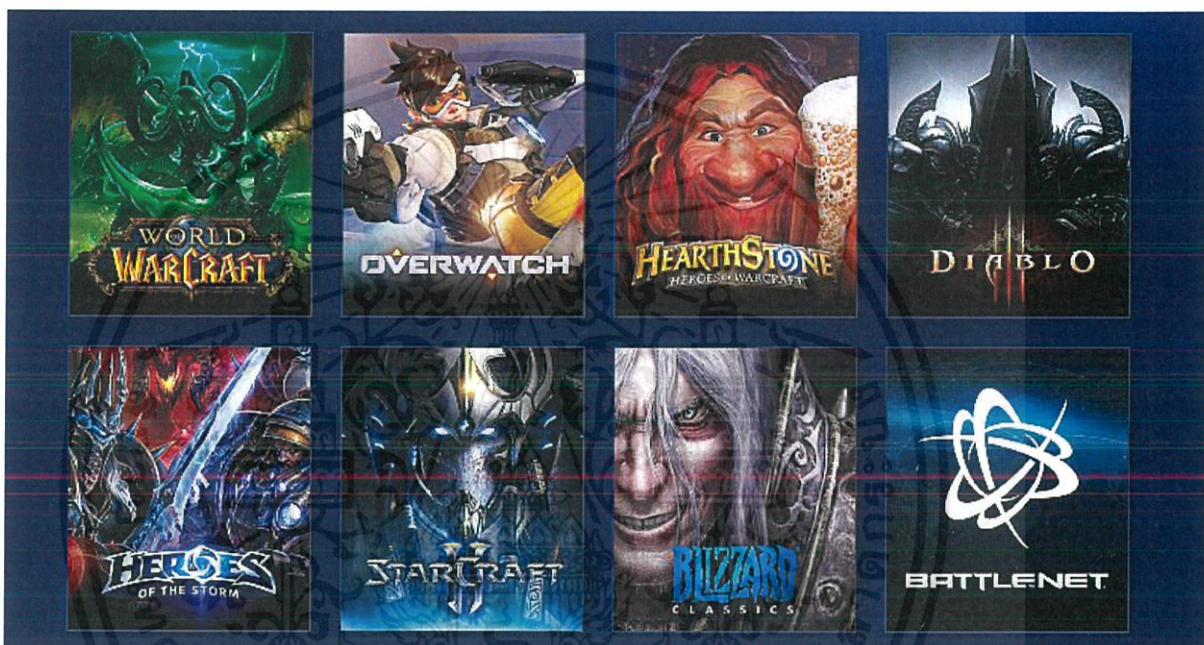 WORLD
OF
WARCRAFT
OVERWATCH
HEARTHSTONE
HEROES OF WARCRAFT
DIABLO
III
HEROES
OF THE STORM
STARCRAFT
II
BLIZZARD
CLASSICS
BATTLE.NET